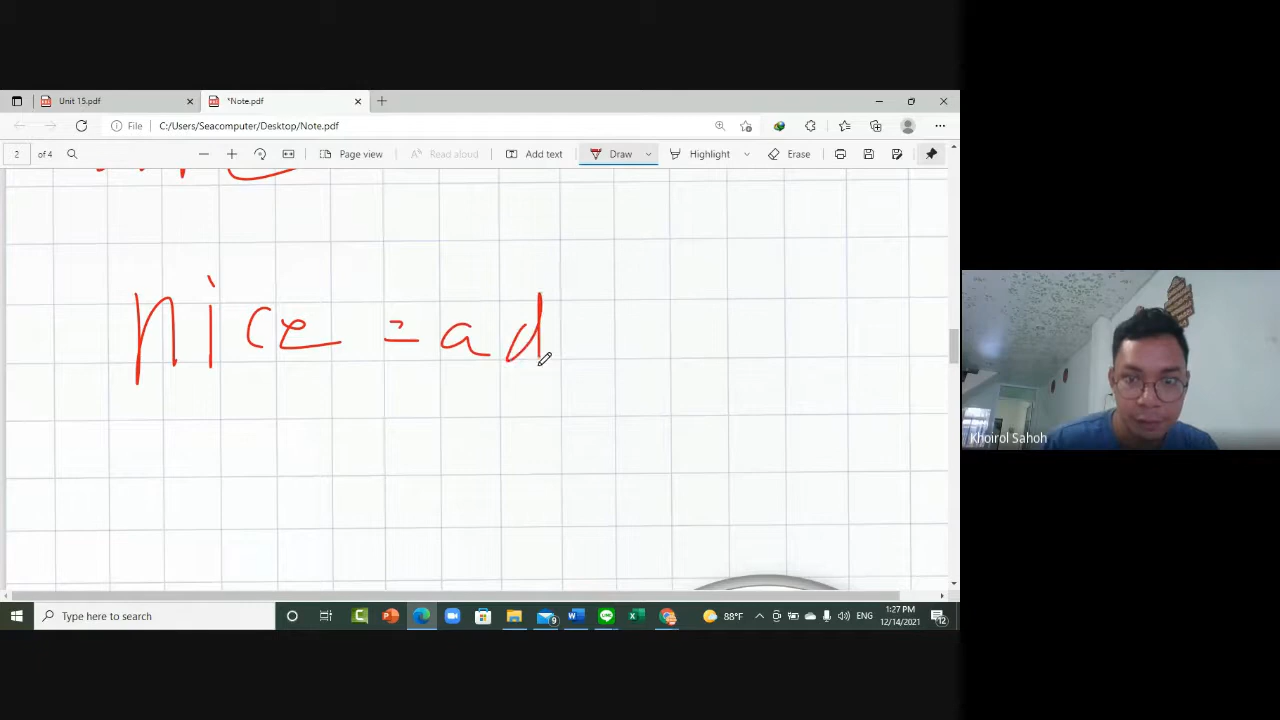 Unit 15.pdf
*Note.pdf
File
C:/Users/Seacomputer/Desktop/Note.pdf
2
of 4
Page view
Read aloud
Add text
Draw
Highlight
Erase
nice = ad
Khoirol Sahoh
Type here to search
9
88°F
ENG
1:27 PM
12/14/2021
12